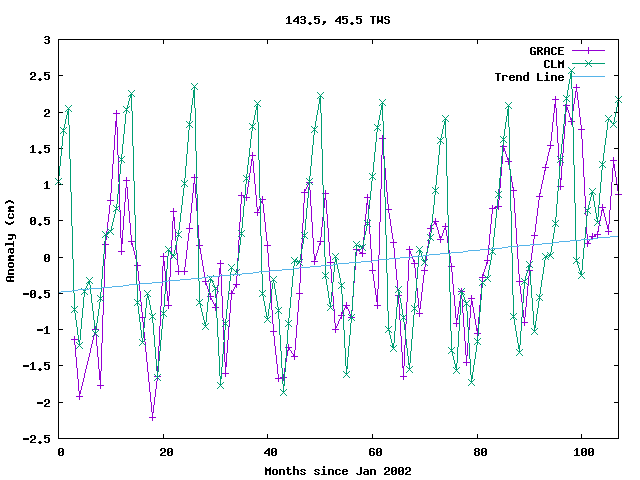 143.5, 45.5 TWS
GRACE
CLM
Trend Line
3
2.5
2
1.5
1
0.5
0
-0.5
-1
-1.5
-2
-2.5
Anomaly (cm)
0 20 40 60 80 100
Months since Jan 2002